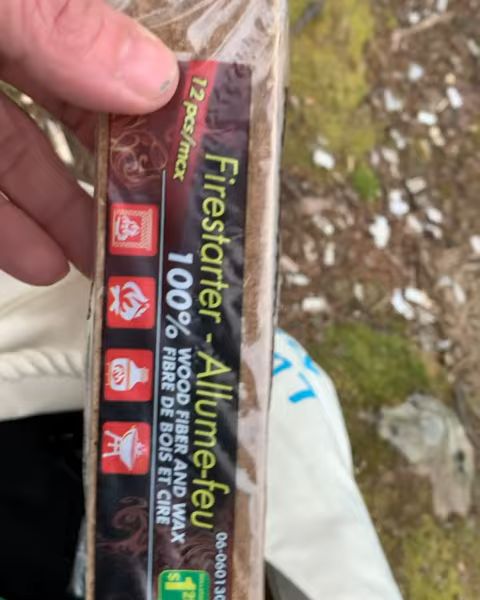 12 pcs/mcx
Firestarter - Allume-feu
100% WOOD FIBER AND WAX
FIBRE DE BOIS ET CIRE